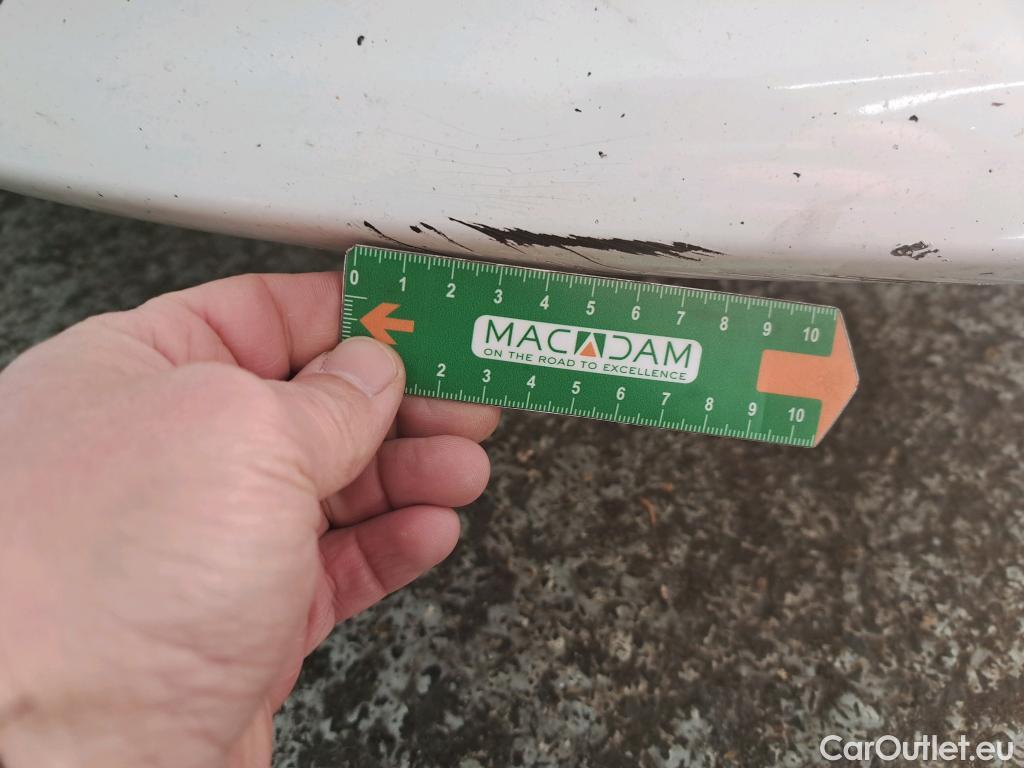 0 1 2 3 4 5 6 7 8 9 10
MACADAM
ON THE ROAD TO EXCELLENCE
2 3 4 5 6 7 8 9 10
CarOutlet.eu